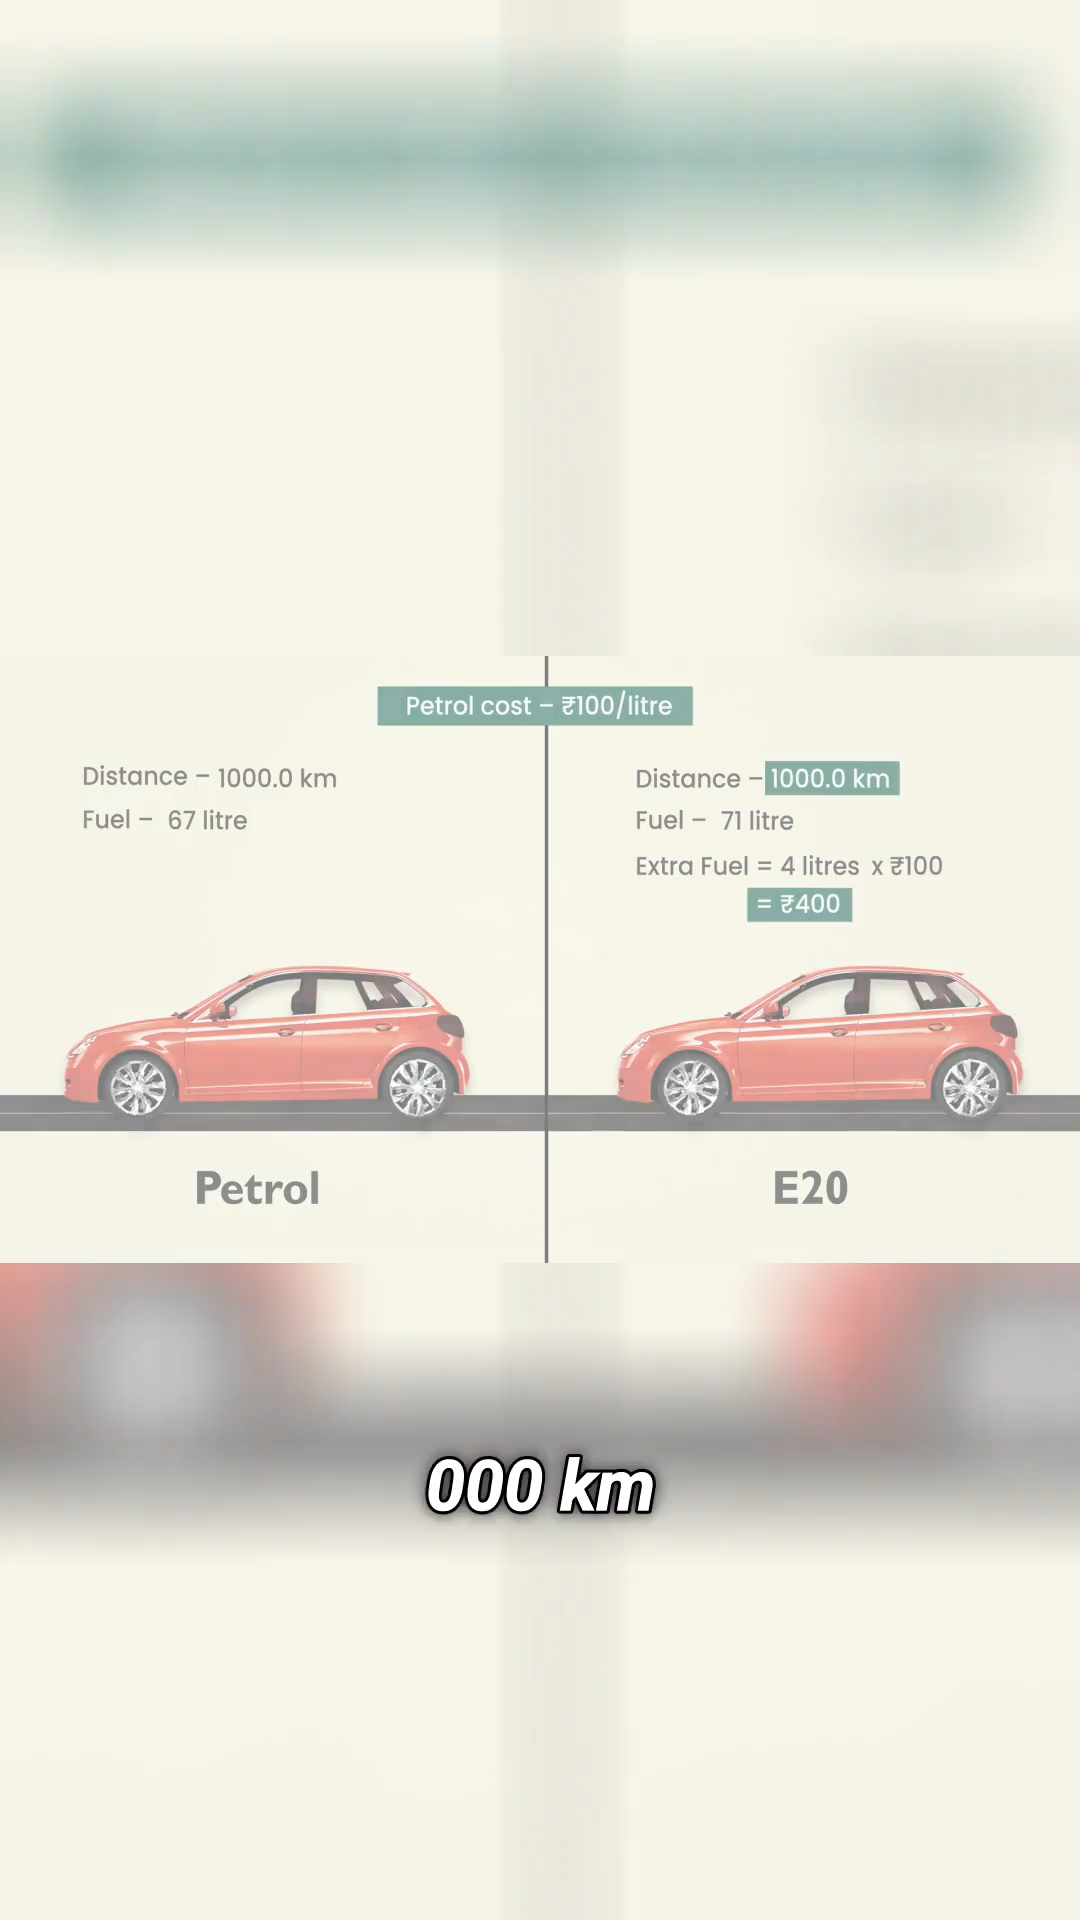 Petrol cost – ₹100/litre
Distance – 1000.0 km
Fuel – 67 litre
Distance – 1000.0 km
Fuel – 71 litre
Extra Fuel = 4 litres x ₹100
= ₹400
Petrol
E20
000 km